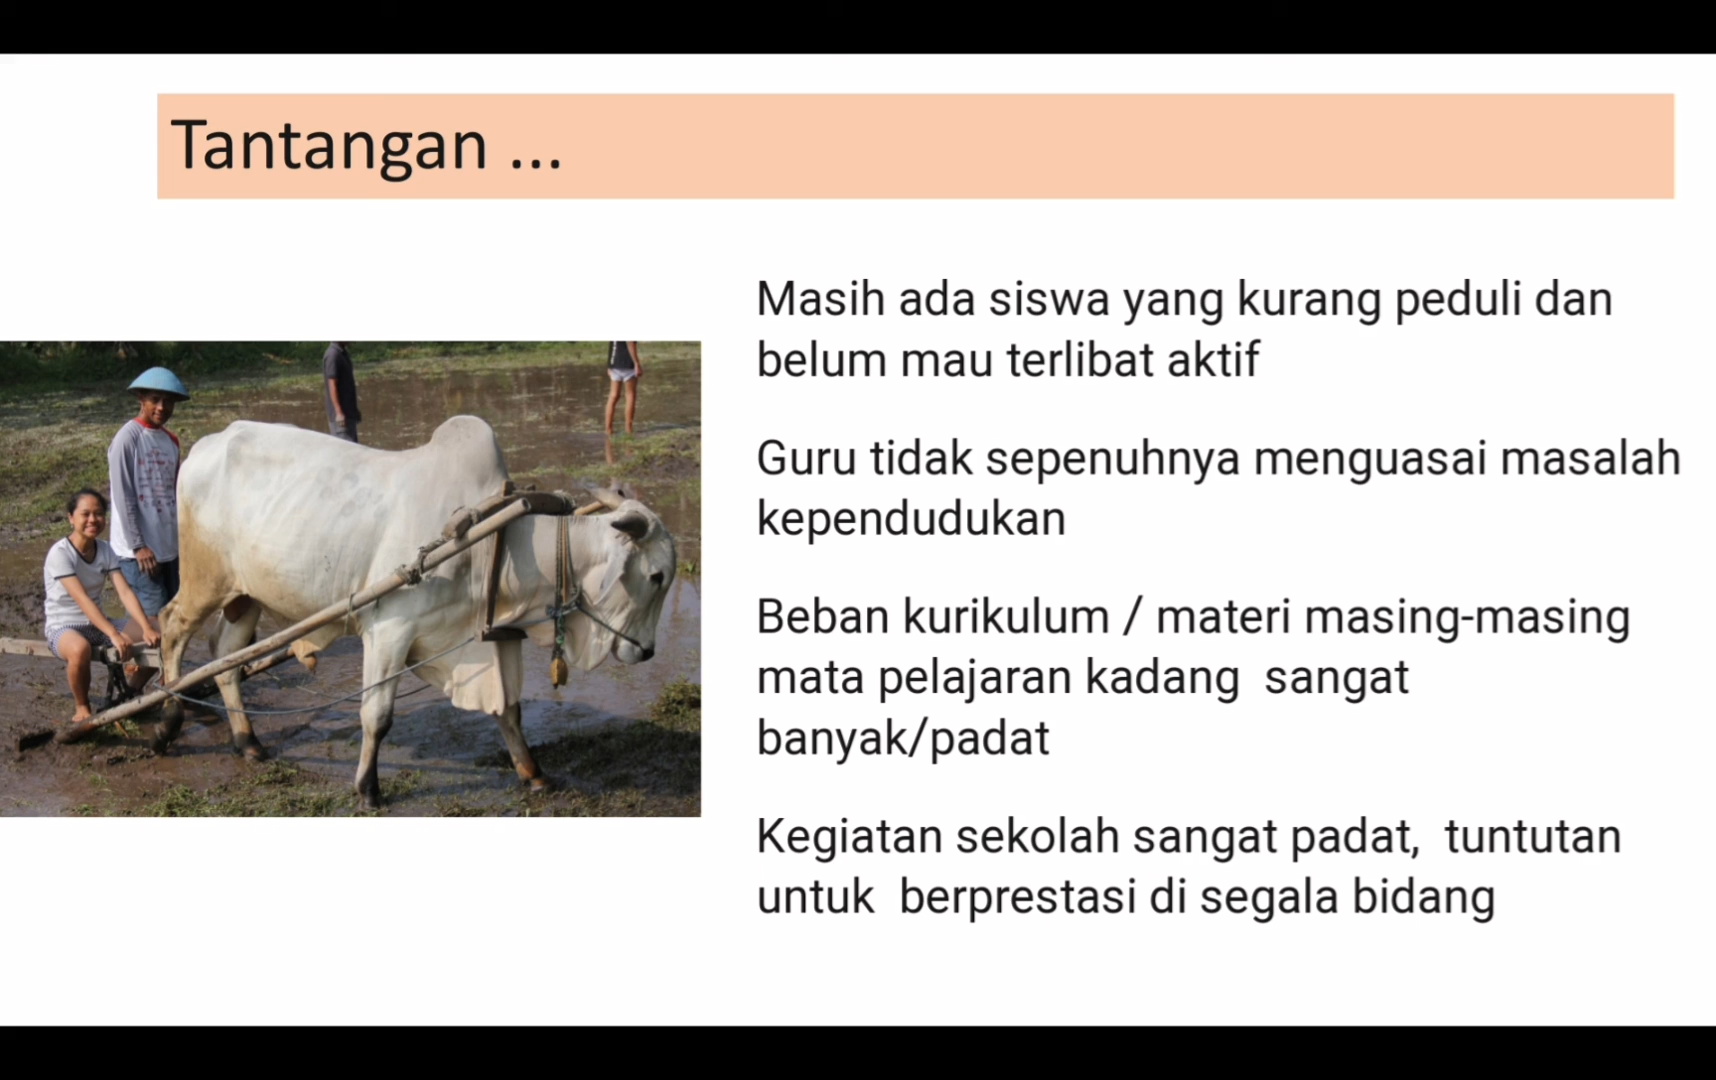 Tantangan ...
Masih ada siswa yang kurang peduli dan
belum mau terlibat aktif
Guru tidak sepenuhnya menguasai masalah
kependudukan
Beban kurikulum / materi masing-masing
mata pelajaran kadang  sangat
banyak/padat
Kegiatan sekolah sangat padat,  tuntutan
untuk  berprestasi di segala bidang